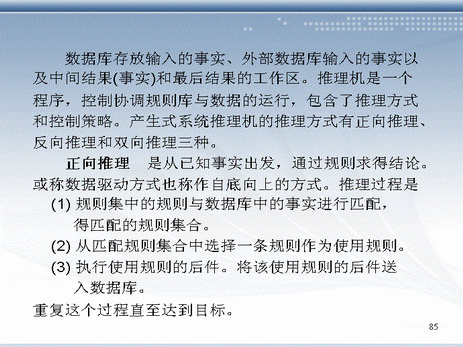 数据库存放输入的事实、外部数据库输入的事实以
及中间结果(事实)和最后结果的工作区。推理机是一个
程序，控制协调规则库与数据的运行，包含了推理方式
和控制策略。产生式系统推理机的推理方式有正向推理、
反向推理和双向推理三种。
正向推理 是从已知事实出发，通过规则求得结论。
或称数据驱动方式也称作自底向上的方式。推理过程是
(1) 规则集中的规则与数据库中的事实进行匹配，
得匹配的规则集合。
(2) 从匹配规则集合中选择一条规则作为使用规则。
(3) 执行使用规则的后件。将该使用规则的后件送
入数据库。
重复这个过程直至达到目标。
85